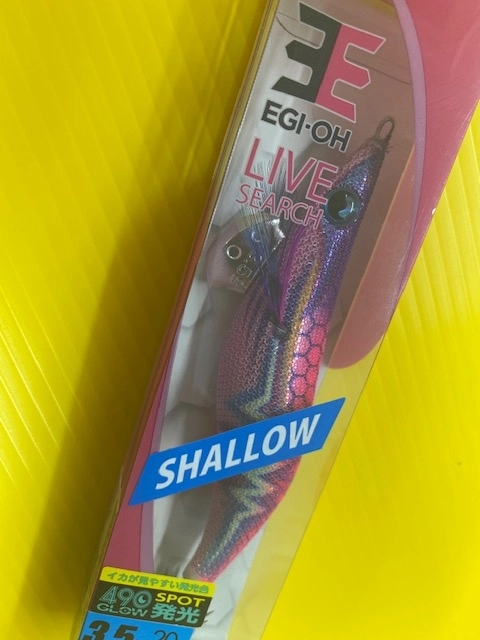 EGI-OH
LIVE
SEARCH
SHALLOW
イカが見やすい発光色
490 SPOT
GLOW 発光
3.5 20